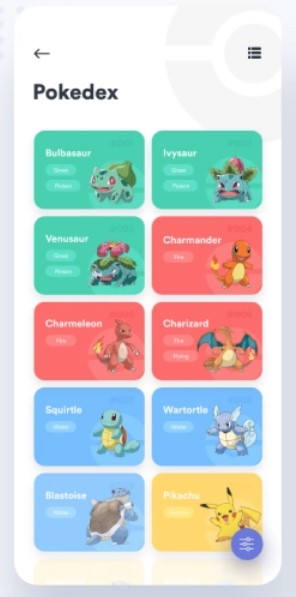 Pokedex
Bulbasaur
Grass
Poison
Ivysaur
Grass
Poison
Venusaur
Grass
Poison
Charmander
Fire
Charmeleon
Fire
Charizard
Fire
Flying
Squirtle
Water
Wartortle
Water
Blastoise
Water
Pikachu